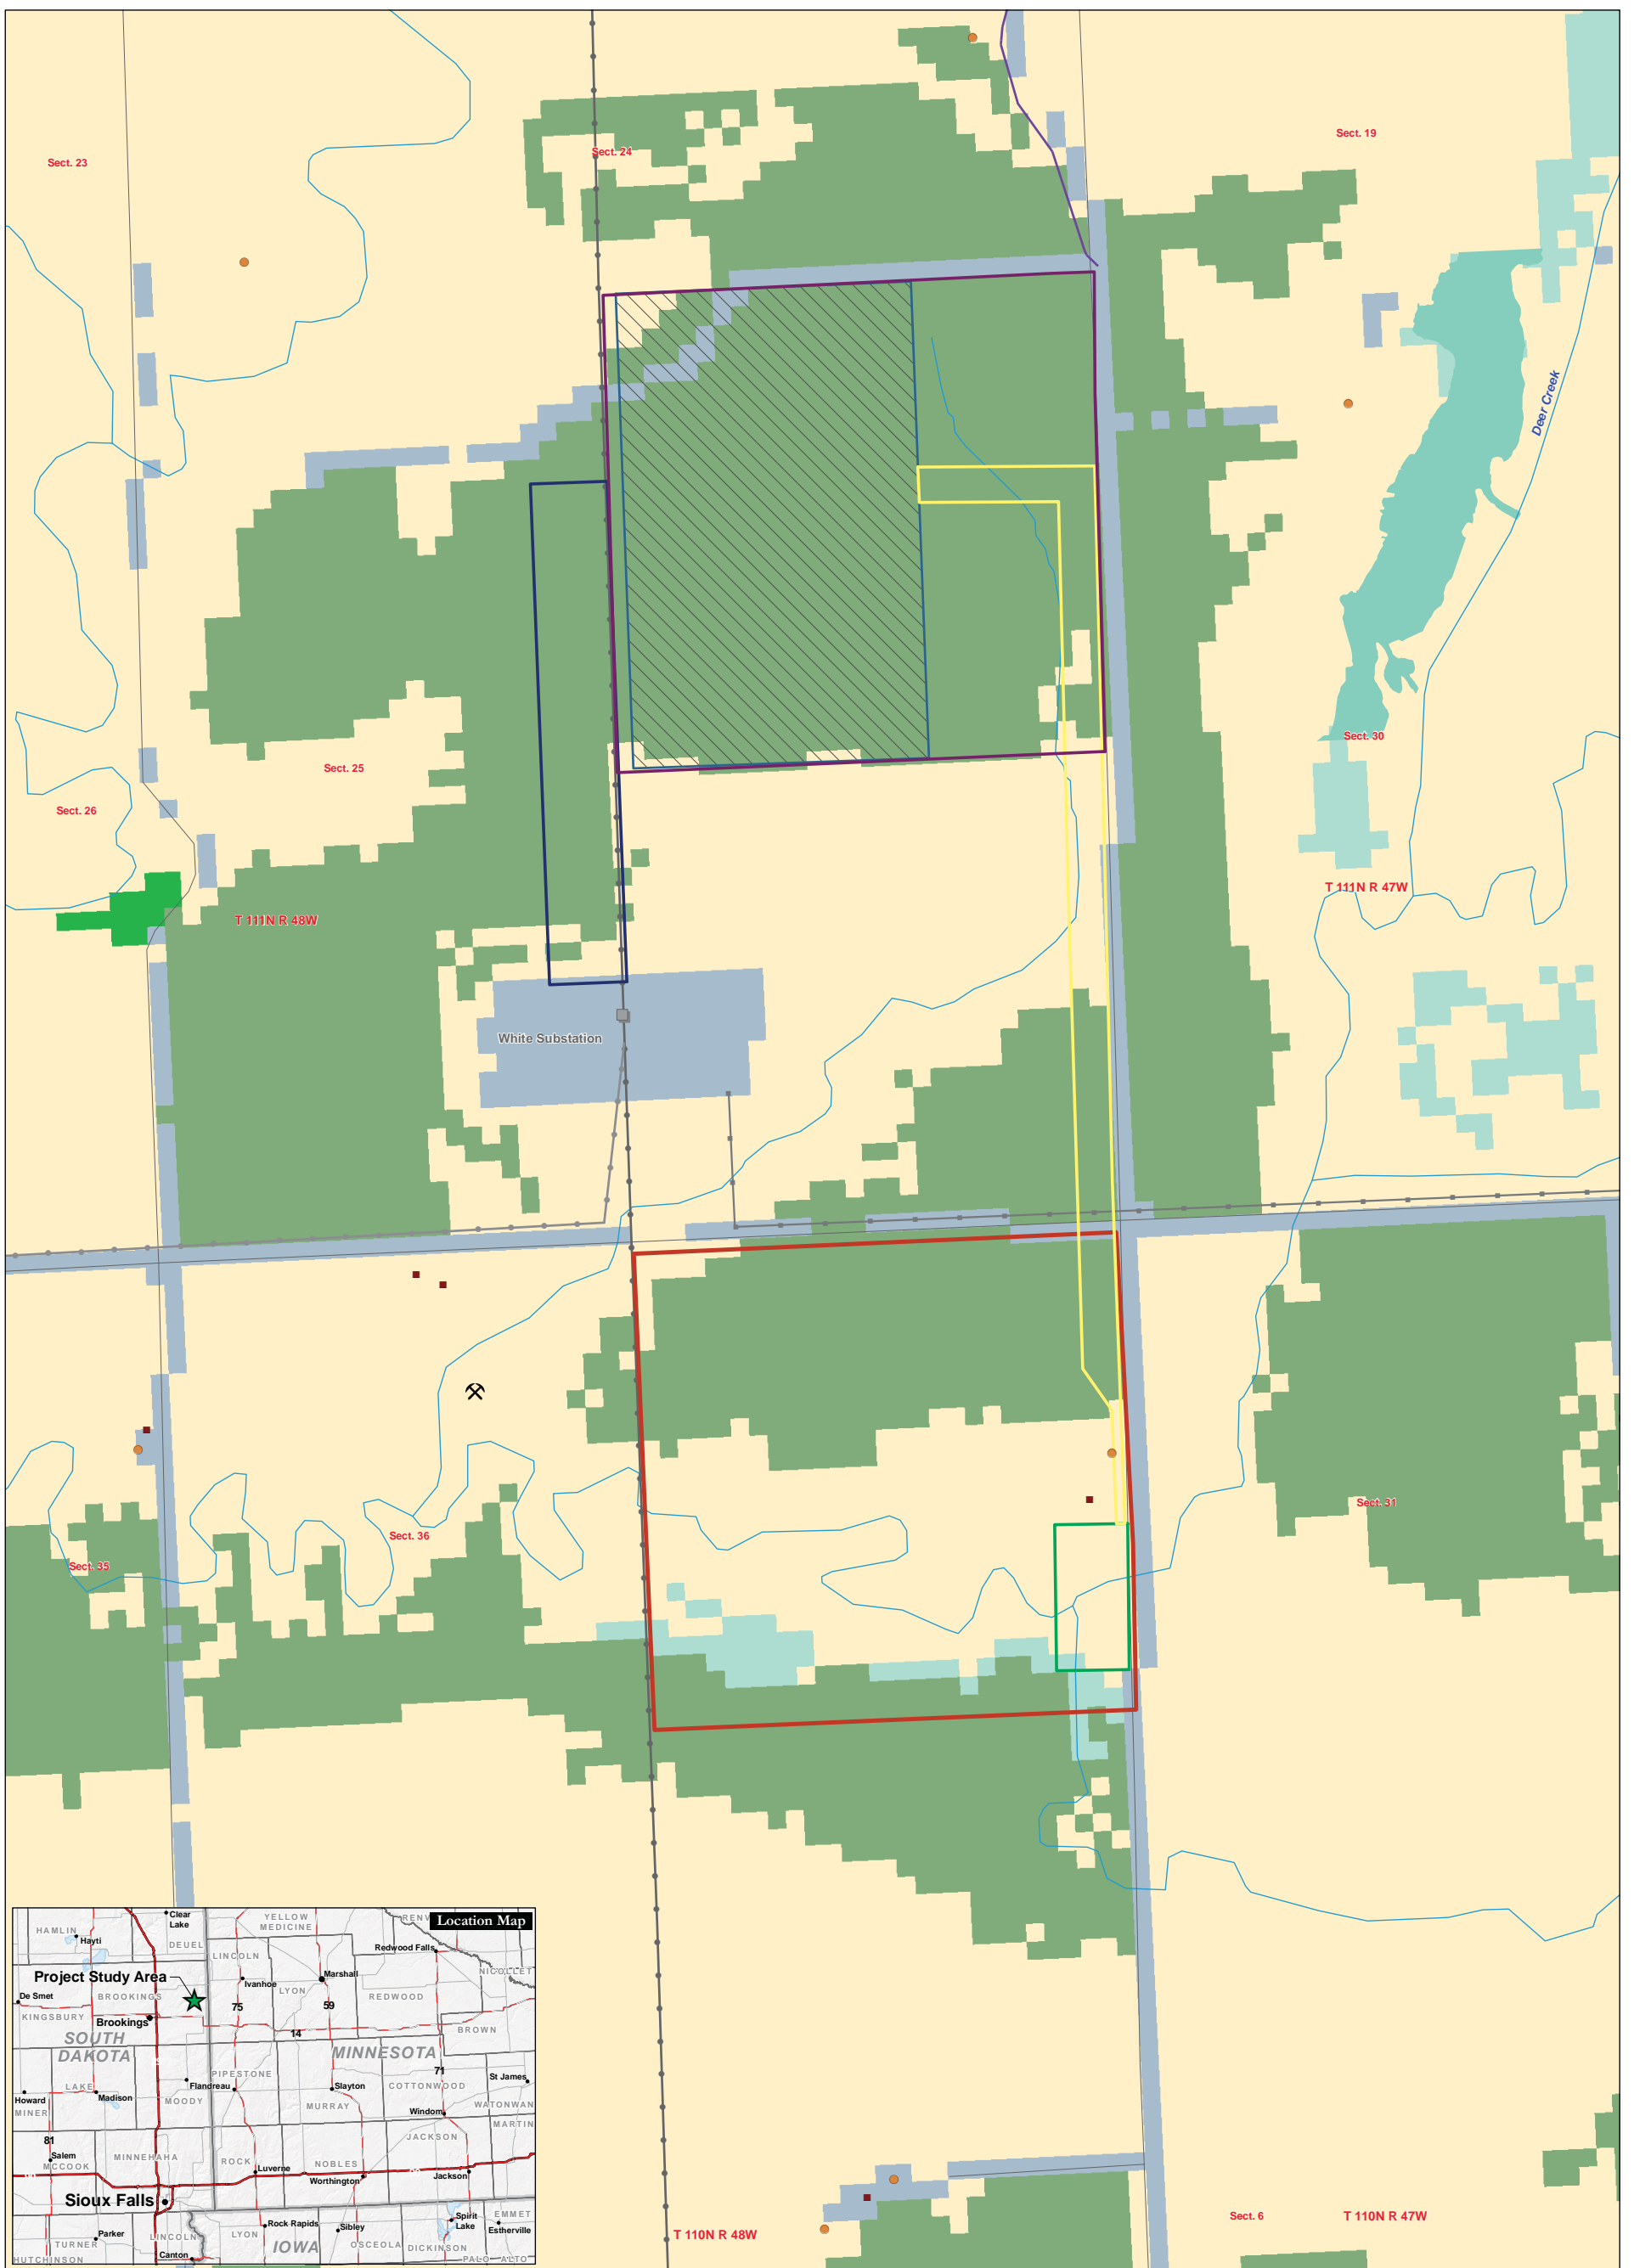 Sect. 19
Sect. 24
Sect. 23
Deer Creek
Sect. 30
Sect. 25
Sect. 26
T 111N R 47W
T 111N R 48W
White Substation
Sect. 31
Sect. 36
Sect. 35
Location Map
Clear
Lake
YELLOW
MEDICINE
RENV
HAMLIN
Hayti
DEUEL
LINCOLN
Redwood Falls
Project Study Area
Ivanhoe
Marshall
LYON
NICOLLET
De Smet
BROOKINGS
75
59
REDWOOD
KINGSBURY
Brookings
14
BROWN
SOUTH
DAKOTA
MINNESOTA
71
PIPESTONE
LAKE
Flandreau
Slayton
COTTONWOOD
St James
Howard
Madison
MOODY
MURRAY
Windom
WATONWAN
MINER
MARTIN
81
JACKSON
Salem
MCCOOK
MINNEHAHA
ROCK
Luverne
NOBLES
Worthington
Jackson
Sioux Falls
Parker
LINCOLN
LYON
Rock Rapids
Sibley
Spirit
Lake
EMMET
Estherville
TURNER
IOWA
OSCEOLA
DICKINSON
HUTCHINSON
Canton
PALO ALTO
T 110N R 48W
Sect. 6
T 110N R 47W